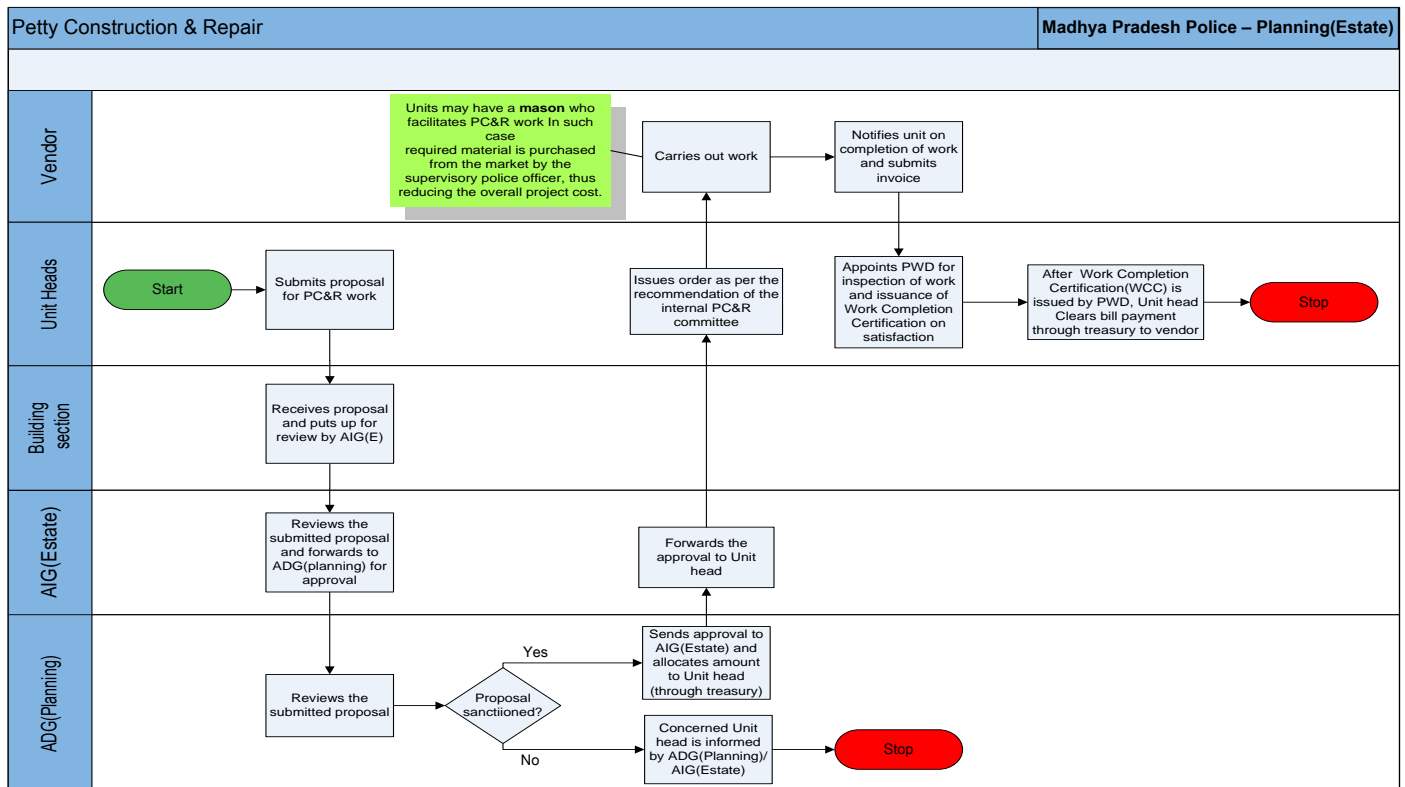 Petty Construction & Repair
Madhya Pradesh Police – Planning(Estate)
Vendor
Units may have a mason who
facilitates PC&R work In such
case
required material is purchased
from the market by the
supervisory police officer, thus
reducing the overall project cost.
Carries out work
Notifies unit on
completion of work
and submits
invoice
Unit Heads
Start
Submits proposal
for PC&R work
Issues order as per the
recommendation of the
internal PC&R
committee
Appoints PWD for
inspection of work
and issuance of
Work Completion
Certification on
satisfaction
After Work Completion
Certification(WCC) is
issued by PWD, Unit head
Clears bill payment
through treasury to vendor
Stop
Building
section
Receives proposal
and puts up for
review by AIG(E)
AIG(Estate)
Reviews the
submitted proposal
and forwards to
ADG(planning) for
approval
Forwards the
approval to Unit
head
ADG(Planning)
Reviews the
submitted proposal
Proposal
sanctiioned?
Yes
Sends approval to
AIG(Estate) and
allocates amount
to Unit head
(through treasury)
No
Concerned Unit
head is informed
by ADG(Planning)/
AIG(Estate)
Stop